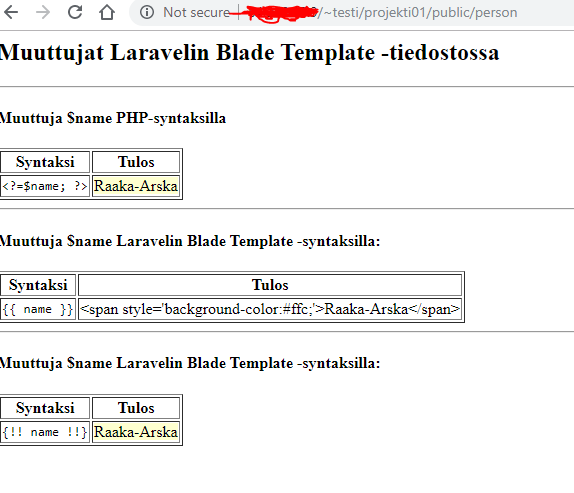 Not secure | /~testi/projekti01/public/person
Muuttujat Laravelin Blade Template -tiedostossa
Muuttuja $name PHP-syntaksilla
Syntaksi Tulos
<?=$name; ?> Raaka-Arska
Muuttuja $name Laravelin Blade Template -syntaksilla:
Syntaksi Tulos
{{ name }} <span style='background-color:#ffc;'>Raaka-Arska</span>
Muuttuja $name Laravelin Blade Template -syntaksilla:
Syntaksi Tulos
{!! name !!} Raaka-Arska